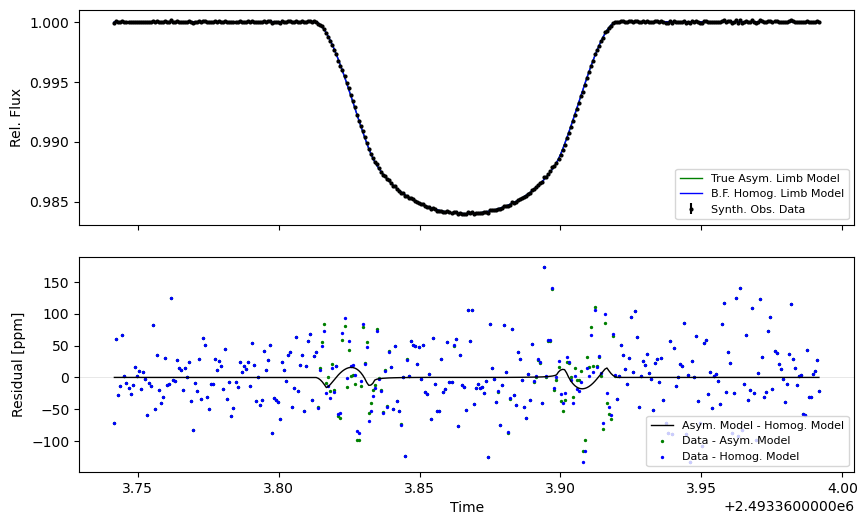 1.000
0.995
0.990
0.985
Rel. Flux
True Asym. Limb Model
B.F. Homog. Limb Model
Synth. Obs. Data
150
100
50
0
−50
−100
Residual [ppm]
Asym. Model - Homog. Model
Data - Asym. Model
Data - Homog. Model
3.75 3.80 3.85 3.90 3.95 4.00
Time
+2.4933600000e6